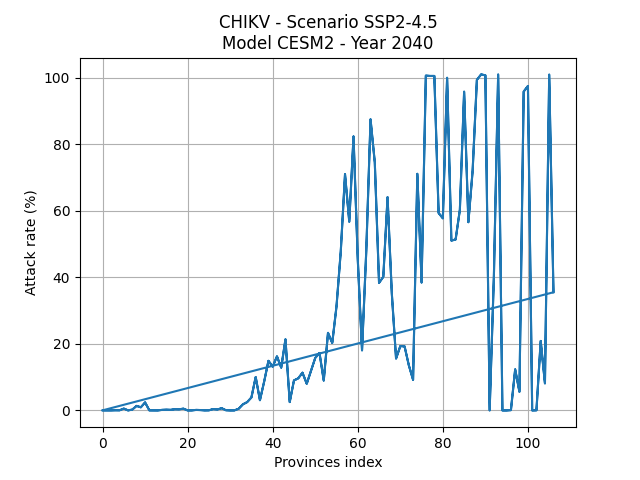 CHIKV - Scenario SSP2-4.5
Model CESM2 - Year 2040
100
80
60
40
20
0
Attack rate (%)
0 20 40 60 80 100
Provinces index